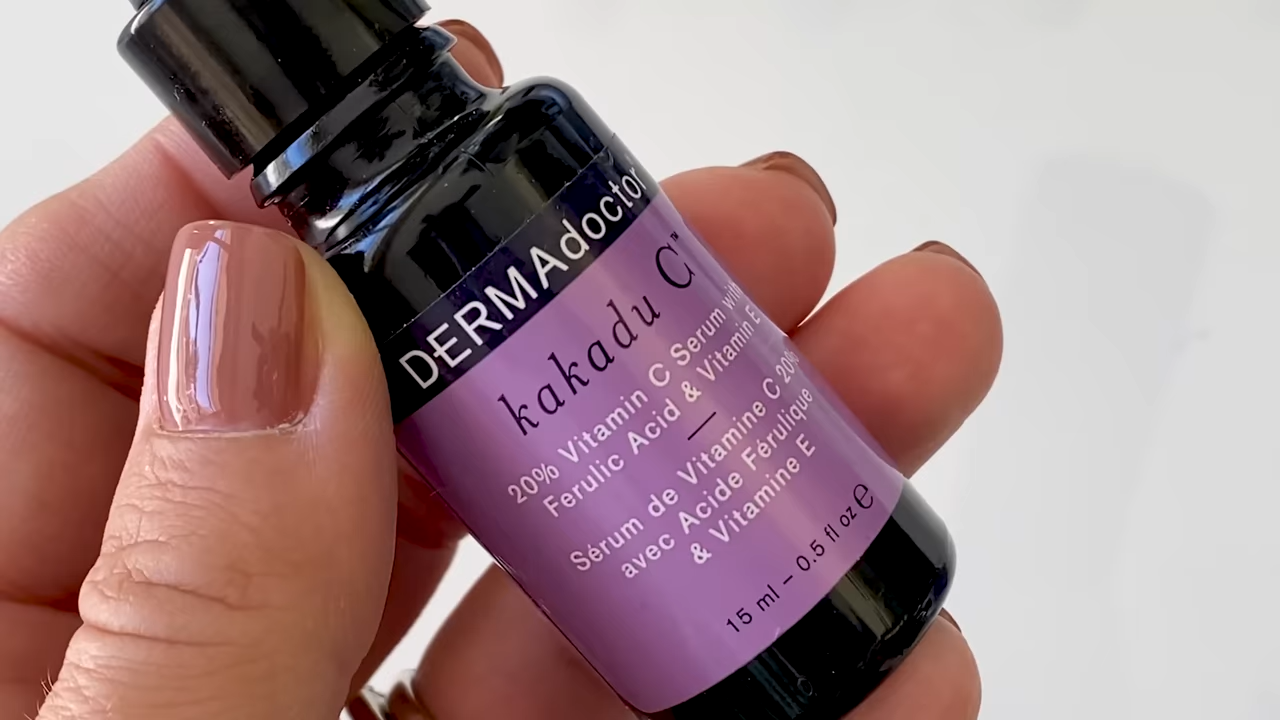 DERMAdoctor
kakadu C™
20% Vitamin C Serum with
Ferulic Acid & Vitamin E
Sérum de Vitamine C 20%
avec Acide Férulique
& Vitamine E
15 ml – 0.5 fl oz ℮